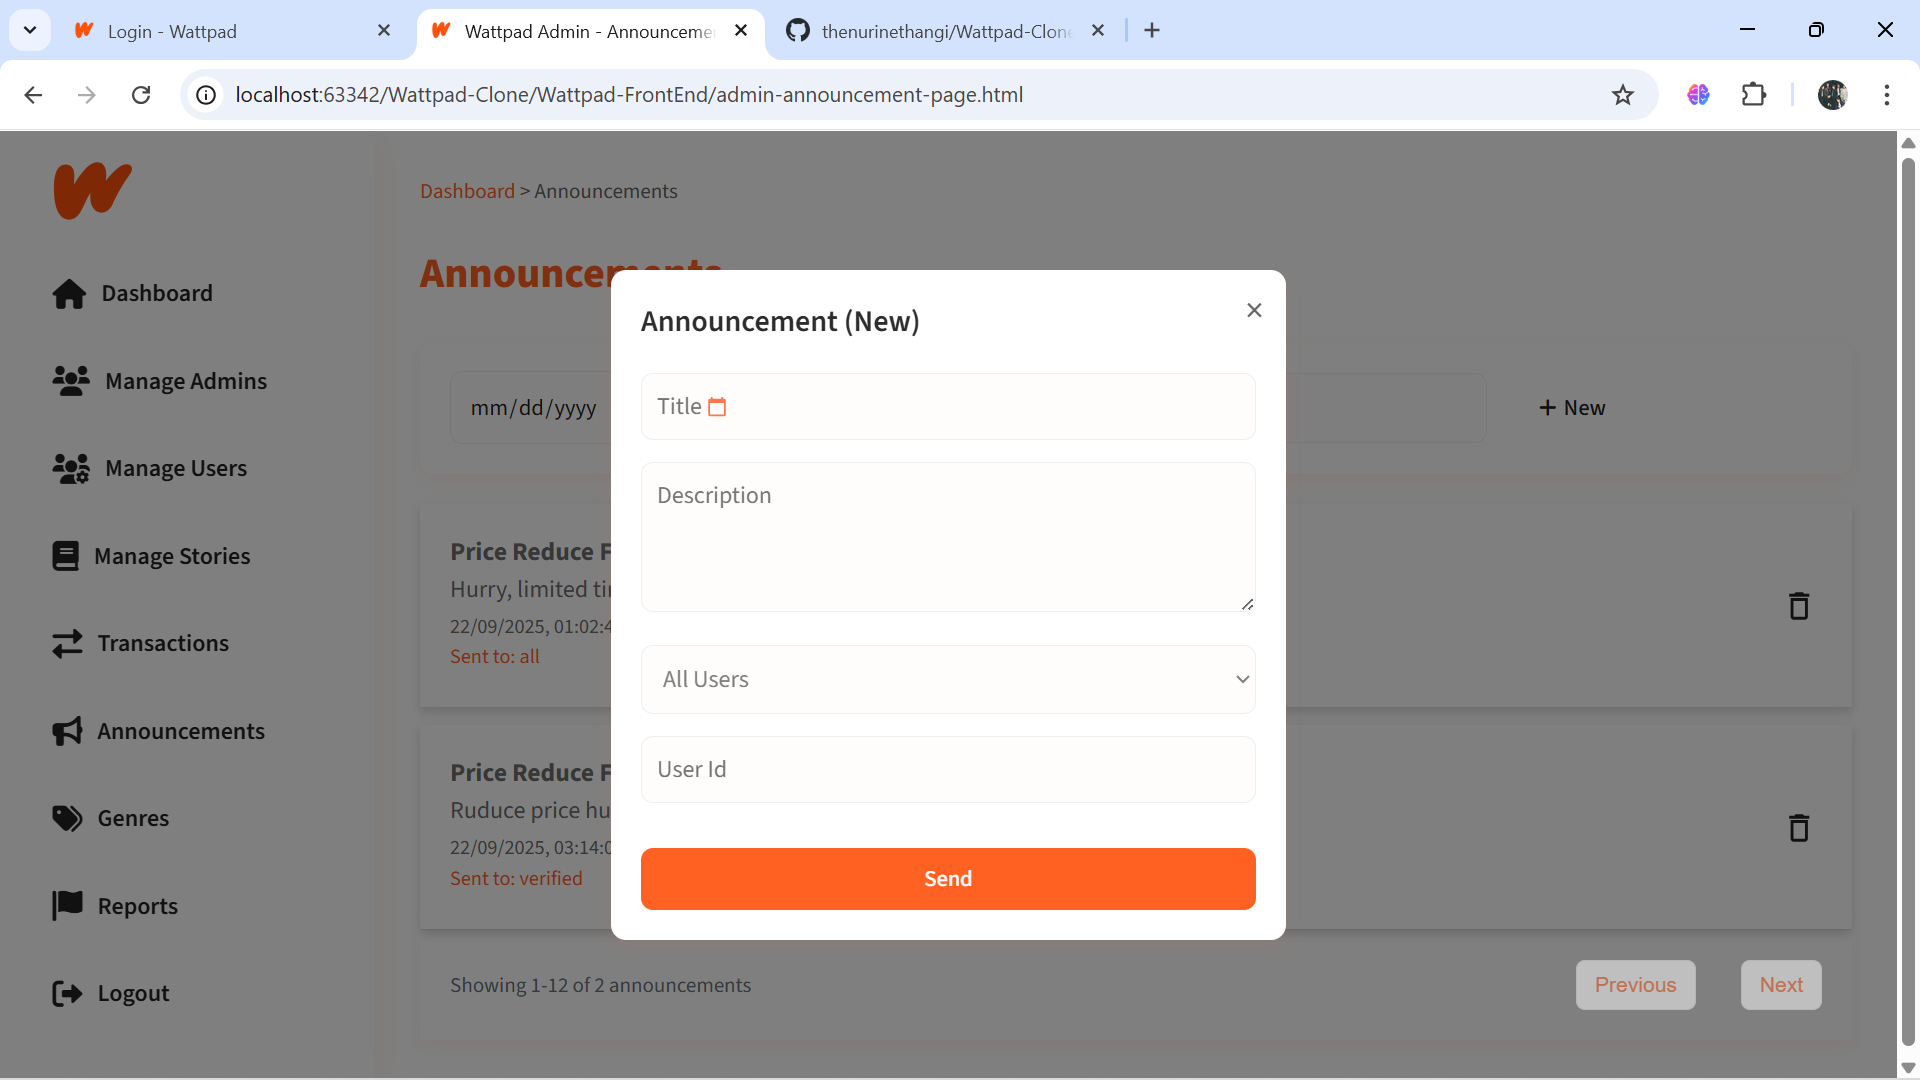 Login - Wattpad
Wattpad Admin - Announceme
thenurinethangi/Wattpad-Clone
localhost:63342/Wattpad-Clone/Wattpad-FrontEnd/admin-announcement-page.html
Dashboard > Announcements
Announcements
Dashboard
Manage Admins
Manage Users
Manage Stories
Transactions
Announcements
Genres
Reports
Logout
mm/dd/yyyy
+ New
Price Reduce F
Hurry, limited ti
22/09/2025, 01:02:4
Sent to: all
Price Reduce F
Ruduce price hu
22/09/2025, 03:14:0
Sent to: verified
Showing 1-12 of 2 announcements
Previous
Next
Announcement (New)
Title
Description
All Users
User Id
Send